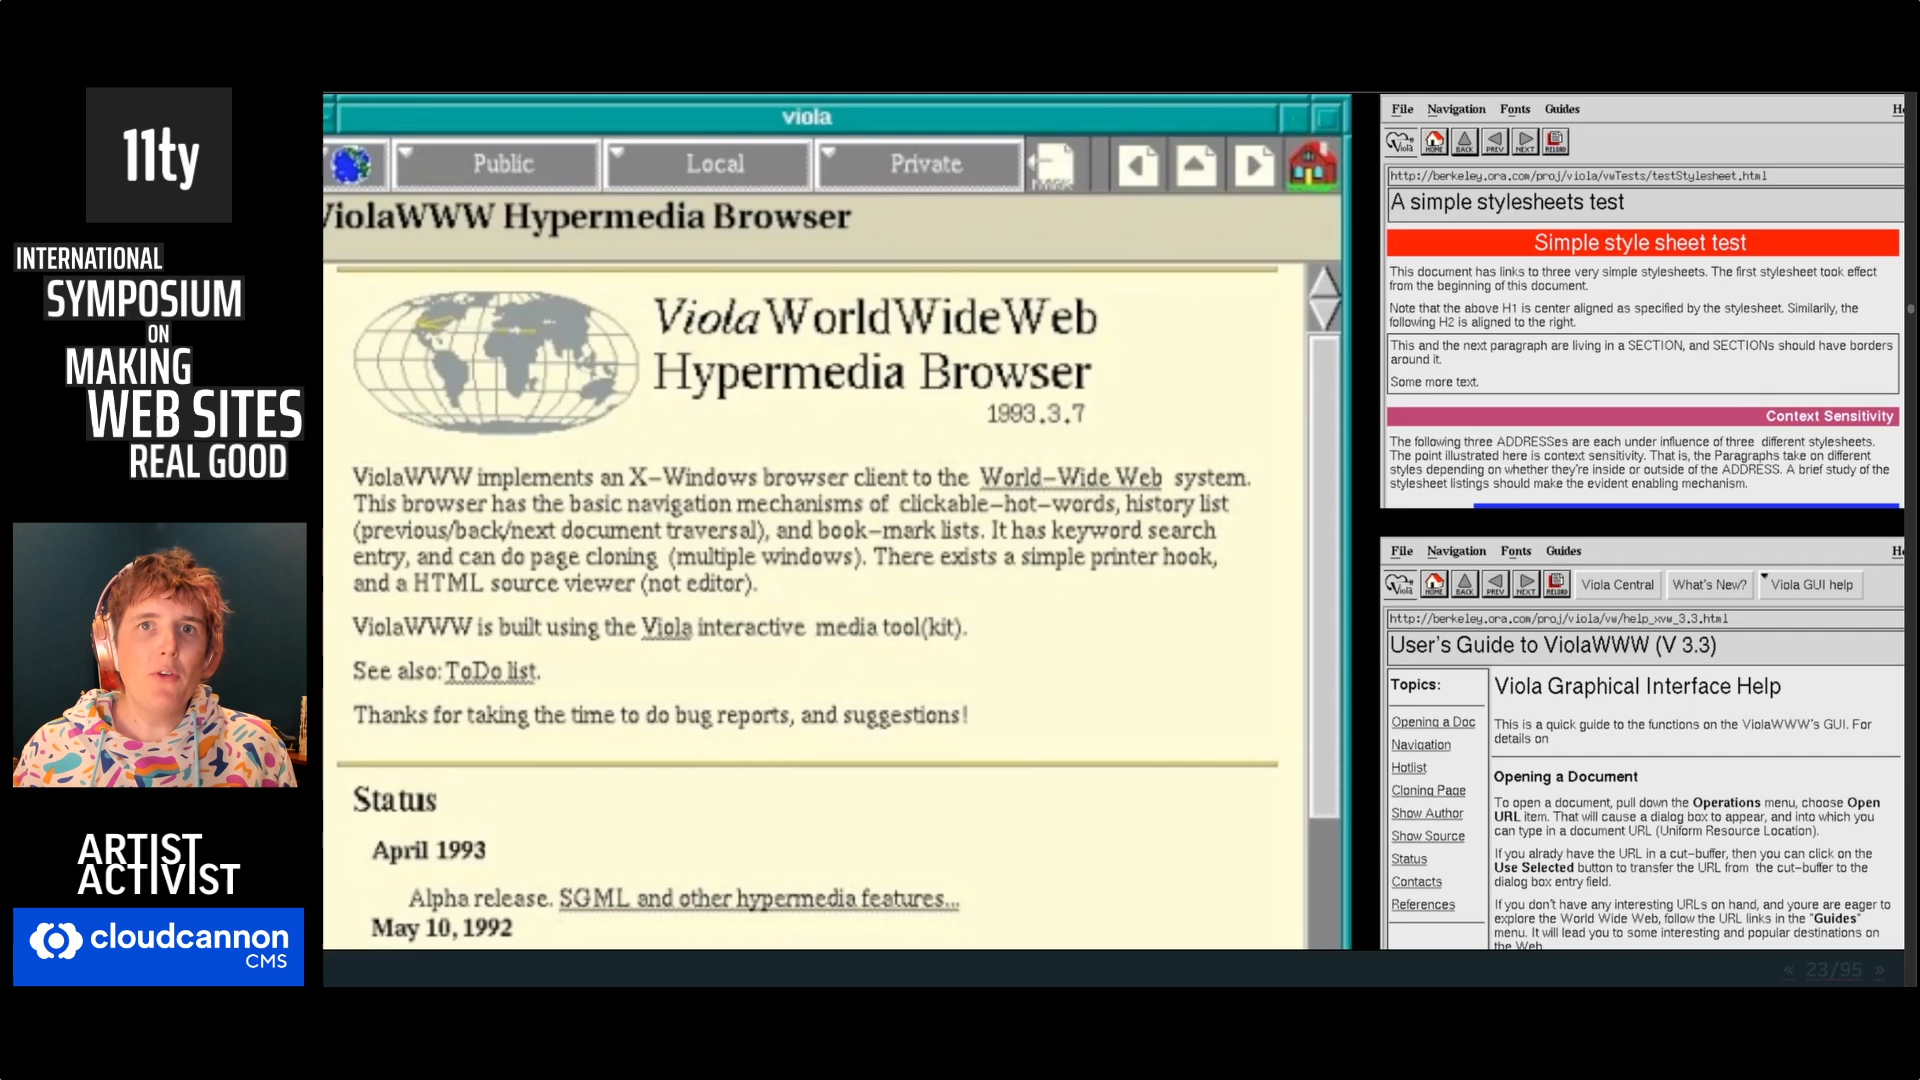 11ty
INTERNATIONAL
SYMPOSIUM
ON
MAKING
WEB SITES
REAL GOOD
ARTIST
ACTIVIST
cloudcannon
CMS
viola
Public
Local
Private
ViolaWWW Hypermedia Browser
Viola WorldWideWeb
Hypermedia Browser
1993.3.7
ViolaWWW implements an X-Windows browser client to the World-Wide Web system.
This browser has the basic navigation mechanisms of clickable-hot-words, history list
(previous/back/next document traversal), and book-mark lists. It has keyword search
entry, and can do page cloning (multiple windows). There exists a simple printer hook,
and a HTML source viewer (not editor).
ViolaWWW is built using the Viola interactive media tool(kit).
See also: ToDo list.
Thanks for taking the time to do bug reports, and suggestions!
Status
April 1993
Alpha release. SGML and other hypermedia features...
May 10, 1992
File Navigation Fonts Guides
Viola HOME BACK PREV NEXT RELOAD
http://berkeley.ora.com/proj/viola/vwTests/testStylesheet.html
A simple stylesheets test
Simple style sheet test
This document has links to three very simple stylesheets. The first stylesheet took effect
from the beginning of this document.
Note that the above H1 is center aligned as specified by the stylesheet. Similarily, the
following H2 is aligned to the right.
This and the next paragraph are living in a SECTION, and SECTIONs should have borders
around it.
Some more text.
Context Sensitivity
The following three ADDRESSes are each under influence of three different stylesheets.
The point illustrated here is context sensitivity. That is, the Paragraphs take on different
styles depending on whether they're inside or outside of the ADDRESS. A brief study of the
stylesheet listings should make the evident enabling mechanism.
File Navigation Fonts Guides
Viola HOME BACK PREV NEXT RELOAD Viola Central What's New? Viola GUI help
http://berkeley.ora.com/proj/viola/vw/help_xvw_3.3.html
User's Guide to ViolaWWW (V 3.3)
Topics:
Opening a Doc
Navigation
Hotlist
Cloning Page
Show Author
Show Source
Status
Contacts
References
Viola Graphical Interface Help
This is a quick guide to the functions on the ViolaWWW's GUI. For
details on
Opening a Document
To open a document, pull down the Operations menu, choose Open
URL item. That will cause a dialog box to appear, and into which you
can type in a document URL (Uniform Resource Location).
If you alrady have the URL in a cut-buffer, then you can click on the
Use Selected button to transfer the URL from the cut-buffer to the
dialog box entry field.
If you don't have any interesting URLs on hand, and youre are eager to
explore the World Wide Web, follow the URL links in the "Guides"
menu. It will lead you to some interesting and popular destinations on
the Web.
« 23/95 »